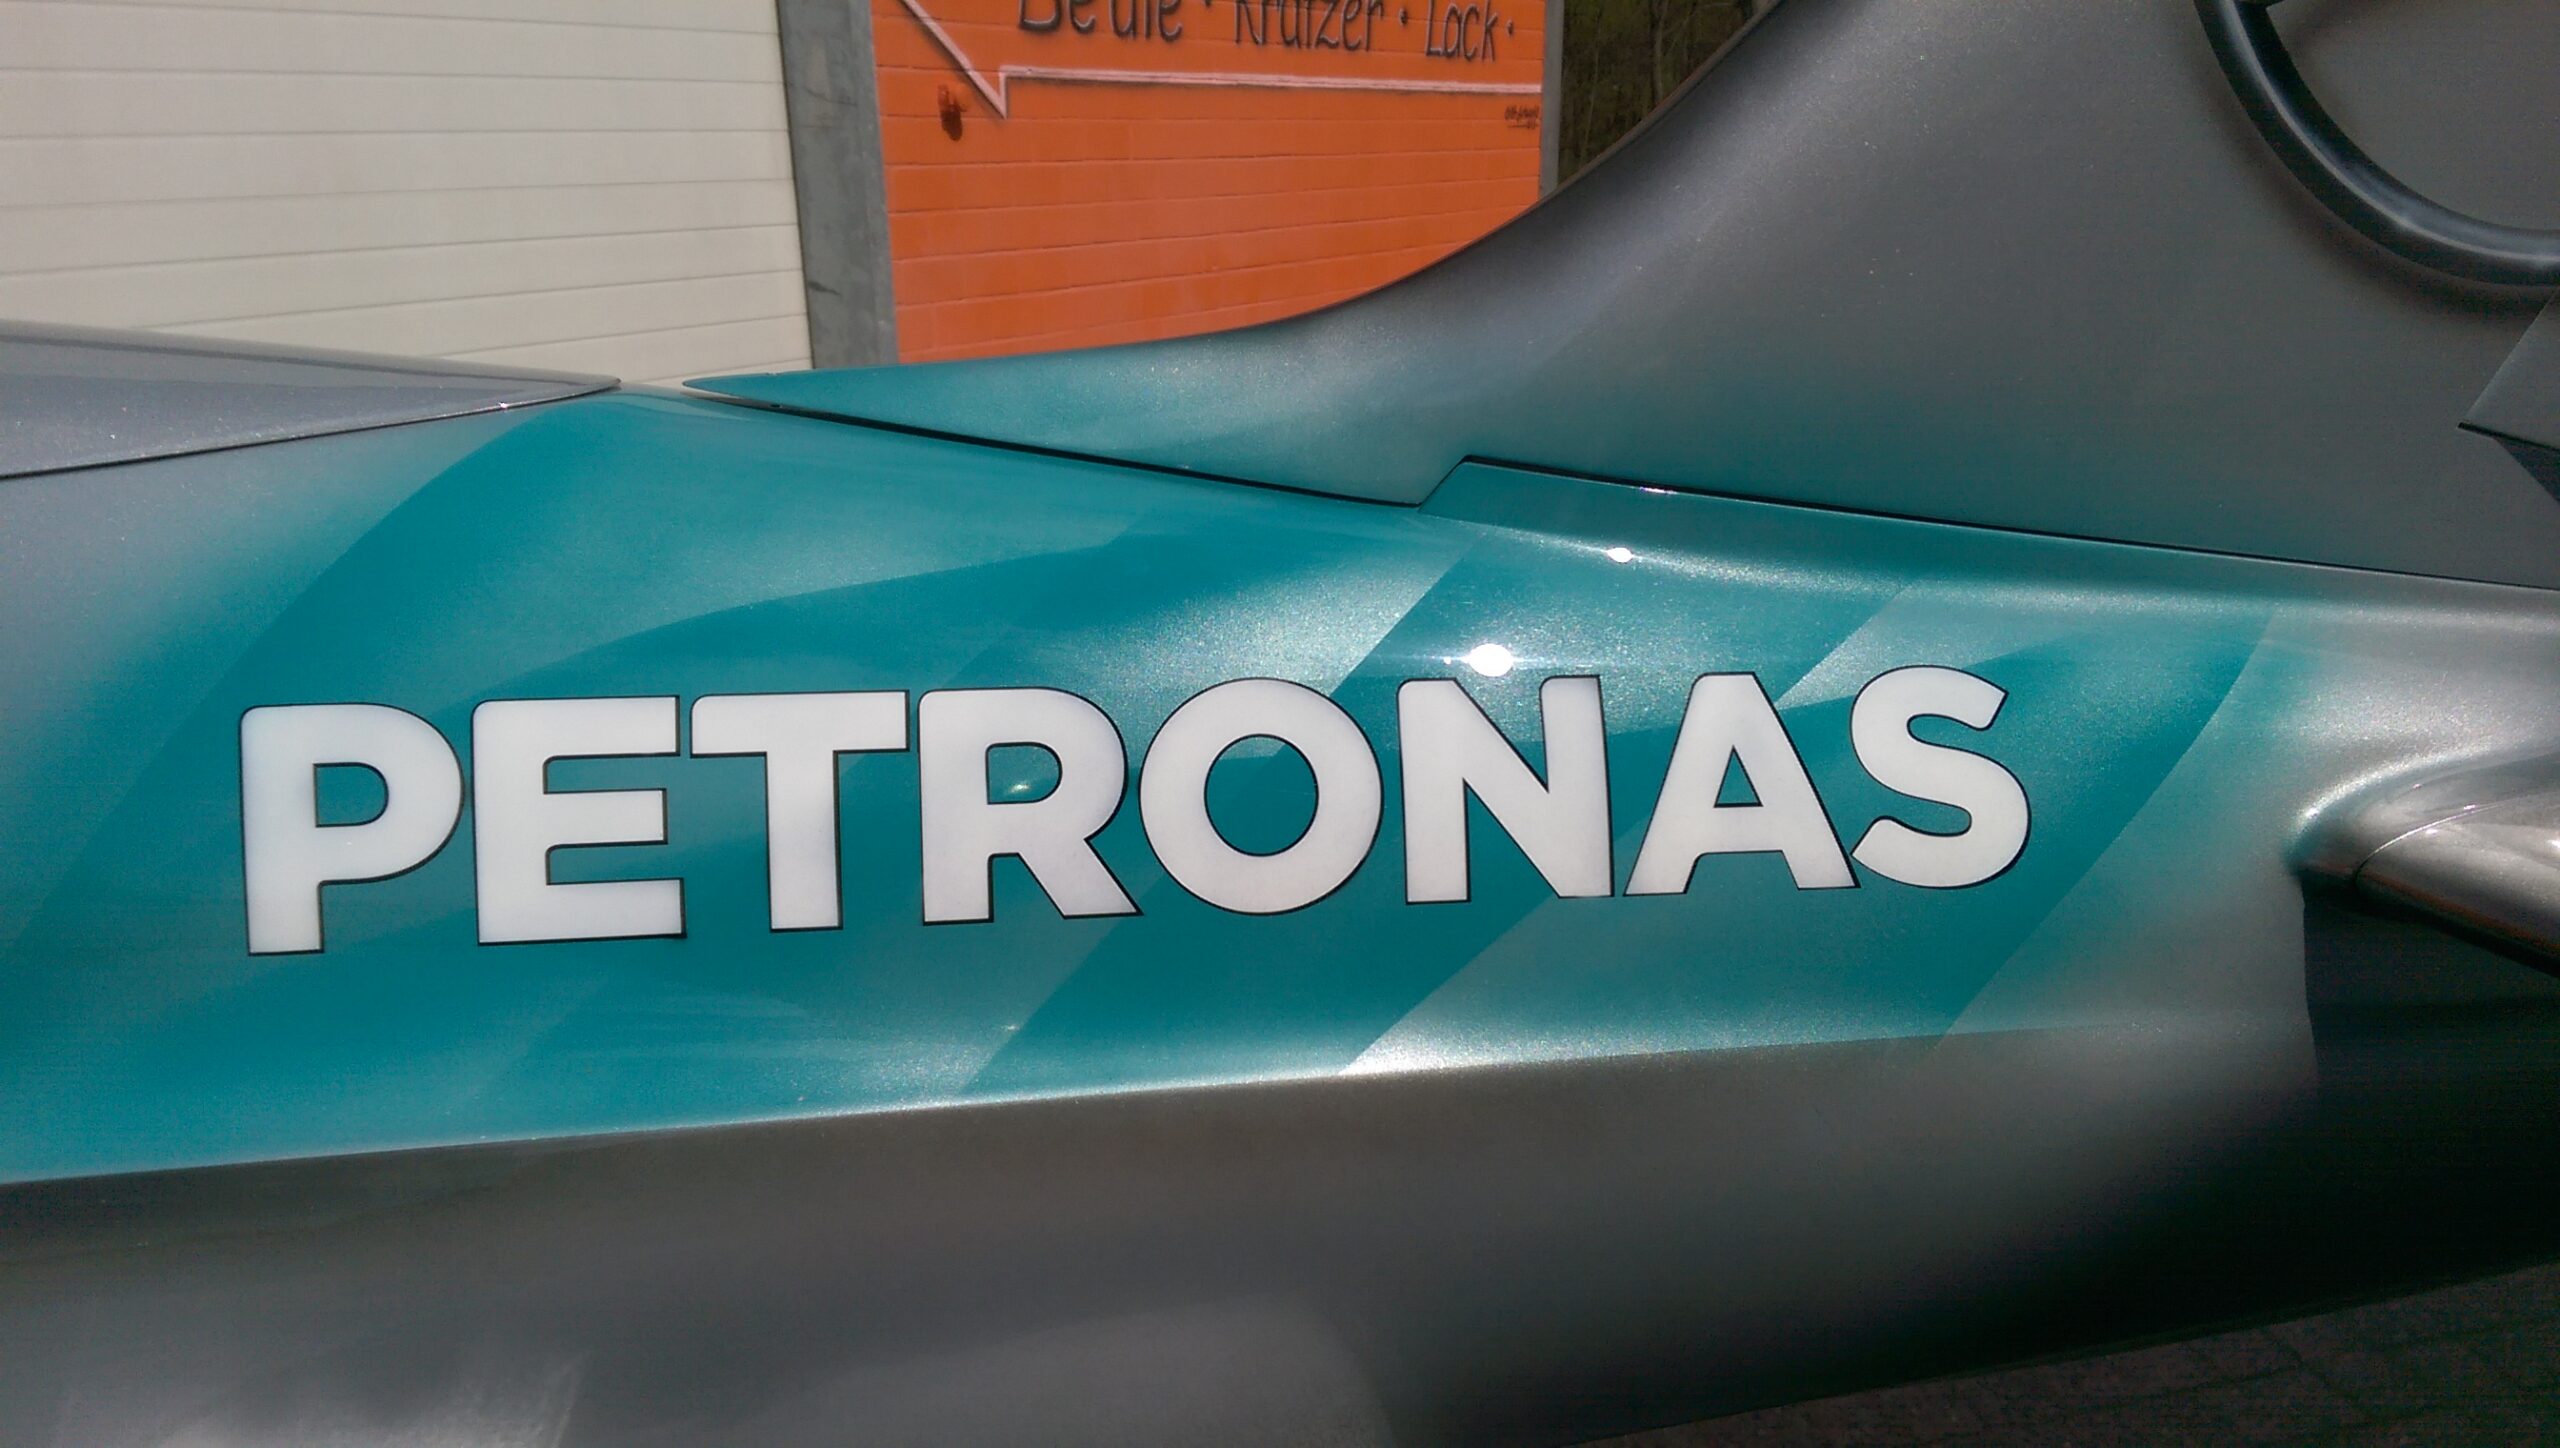 Beule · Kratzer · Lack ·
PETRONAS